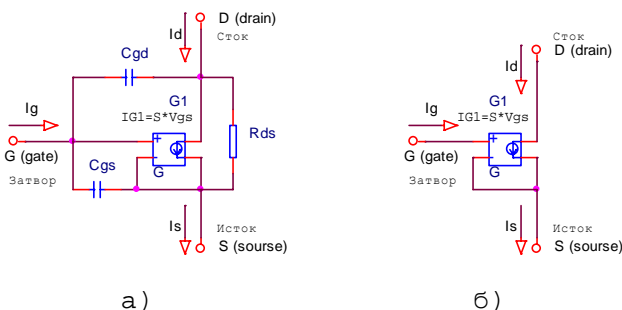 D (drain)
Id
Сток
Cgd
G1
IG1=S*Vgs
Ig
G (gate)
Затвор
Rds
Cgs
G
Is
Исток
S (sourse)
а)
Сток
D (drain)
Id
G1
IG1=S*Vgs
Ig
G (gate)
Затвор
G
Is
Исток
S (sourse)
б)